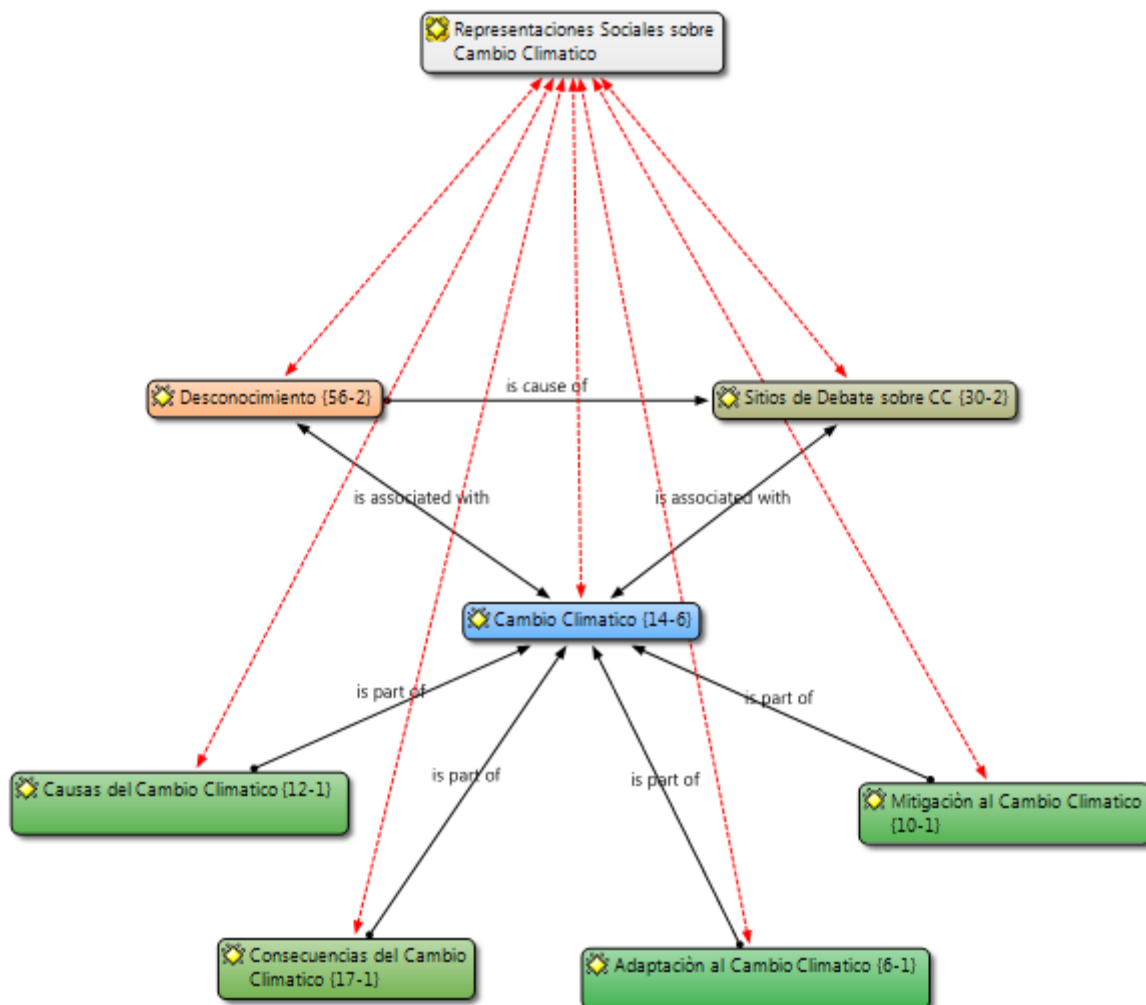 Representaciones Sociales sobre
Cambio Climatico
Desconocimiento {56-2}
is cause of
Sitios de Debate sobre CC {30-2}
is associated with
is associated with
Cambio Climatico {14-6}
is part of
is part of
is part of
is part of
Causas del Cambio Climatico {12-1}
Mitigaciòn al Cambio Climatico
{10-1}
Consecuencias del Cambio
Climatico {17-1}
Adaptaciòn al Cambio Climatico {6-1}